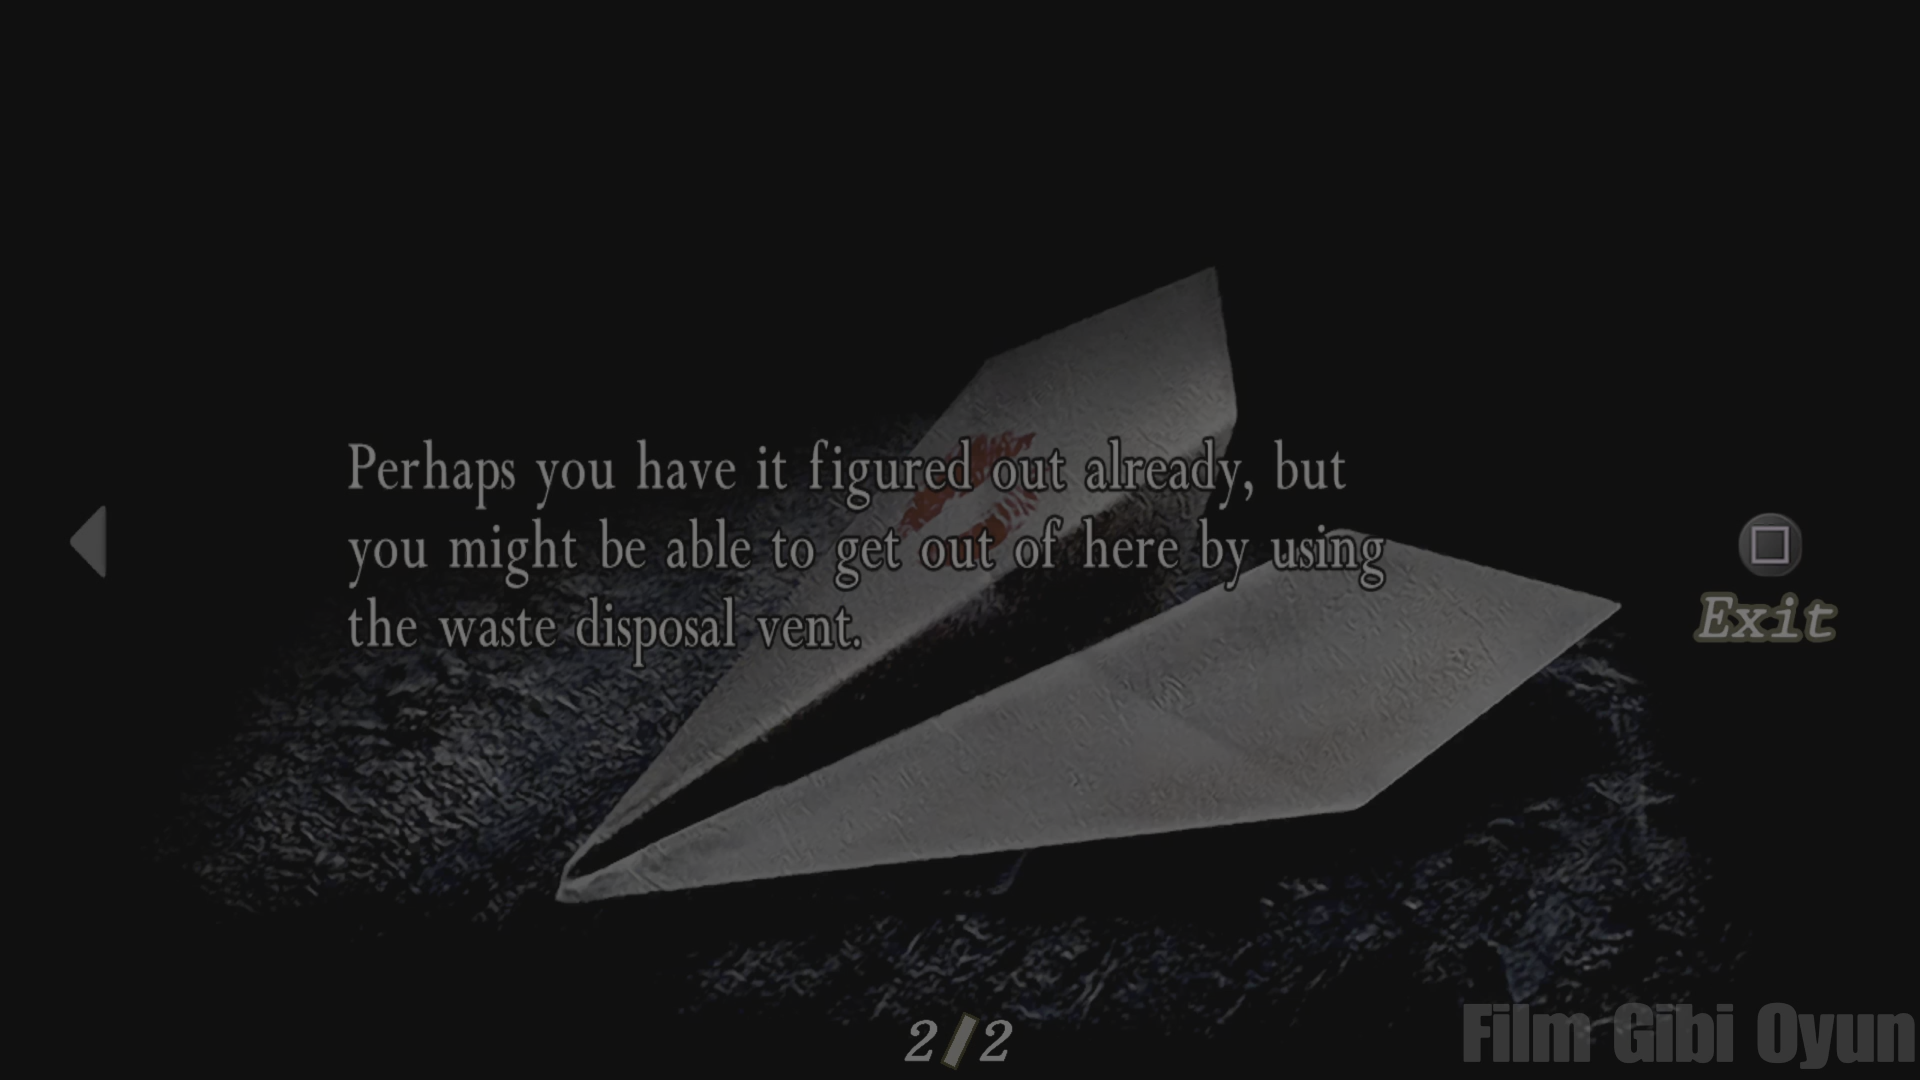 Perhaps you have it figured out already, but
you might be able to get out of here by using
the waste disposal vent.
Exit
2/2
Film Gibi Oyun